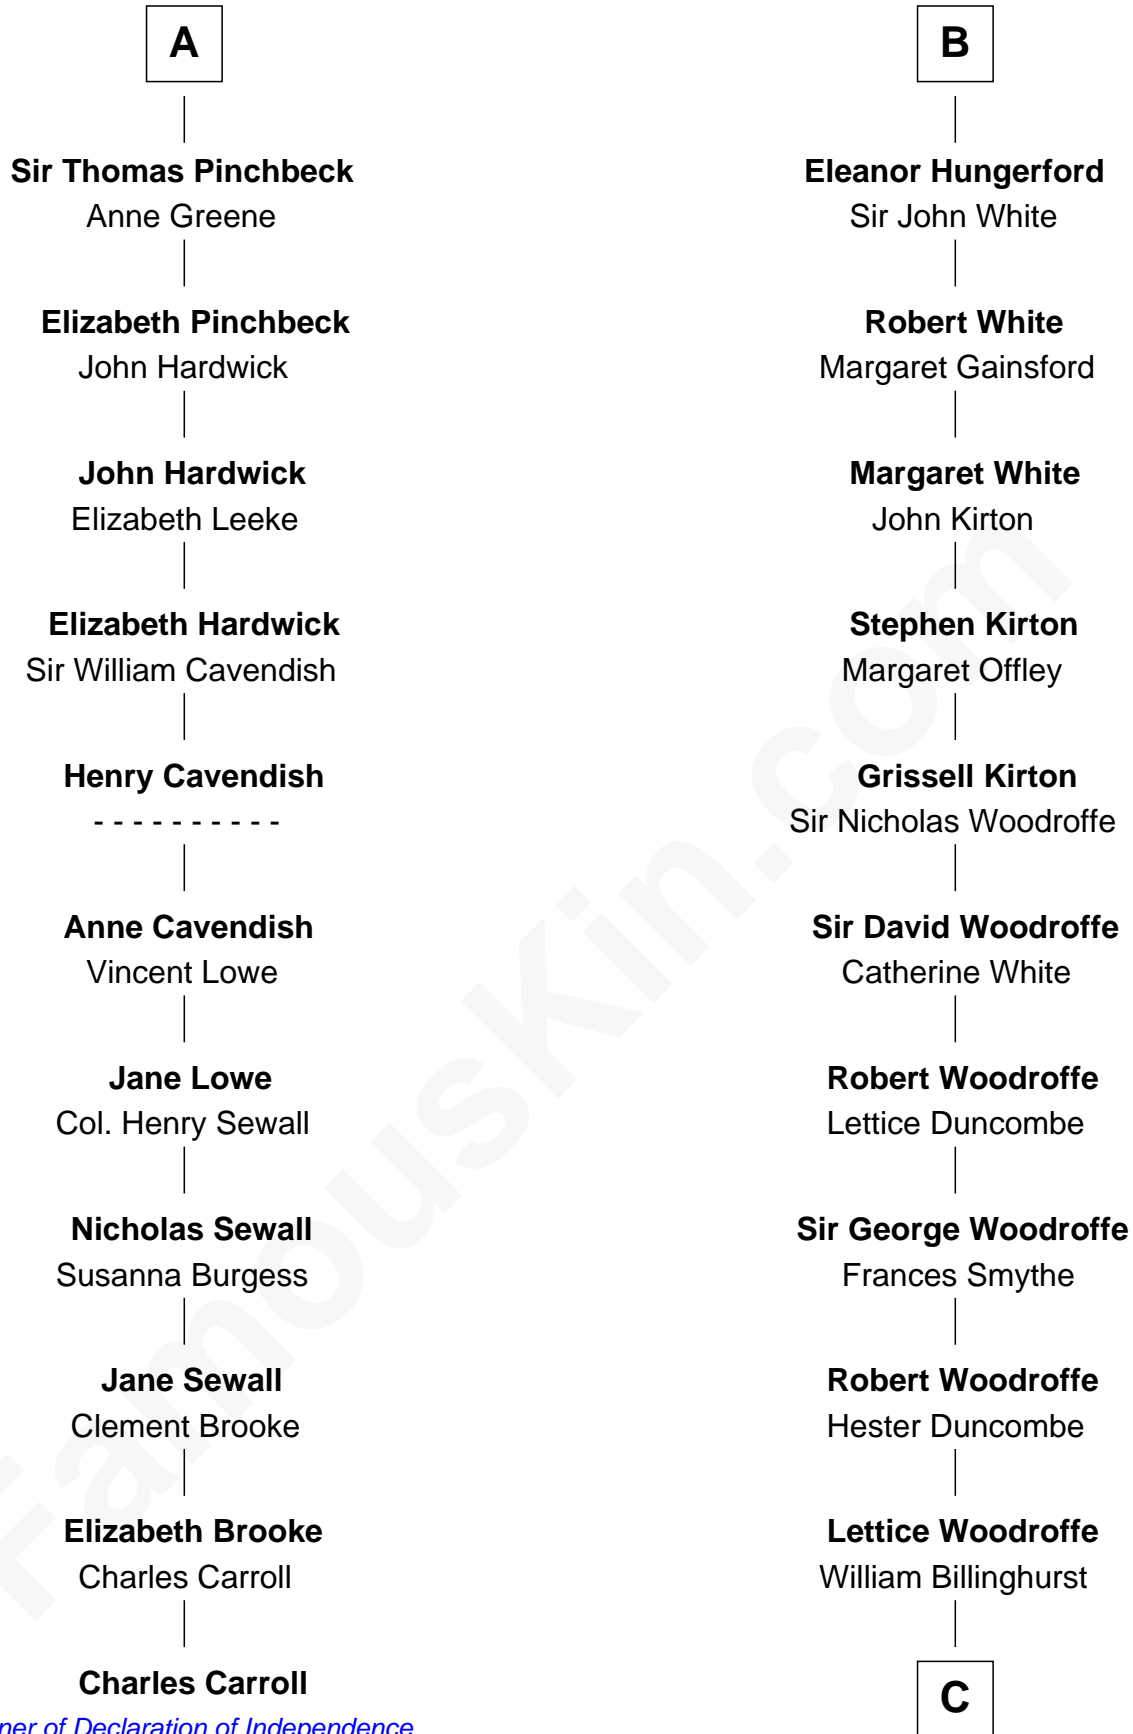 A
Sir Thomas Pinchbeck
Anne Greene
Elizabeth Pinchbeck
John Hardwick
John Hardwick
Elizabeth Leeke
Elizabeth Hardwick
Sir William Cavendish
Henry Cavendish
- - - - - - - - - -
Anne Cavendish
Vincent Lowe
Jane Lowe
Col. Henry Sewall
Nicholas Sewall
Susanna Burgess
Jane Sewall
Clement Brooke
Elizabeth Brooke
Charles Carroll
Charles Carroll
ner of Declaration of Independence
B
Eleanor Hungerford
Sir John White
Robert White
Margaret Gainsford
Margaret White
John Kirton
Stephen Kirton
Margaret Offley
Grissell Kirton
Sir Nicholas Woodroffe
Sir David Woodroffe
Catherine White
Robert Woodroffe
Lettice Duncombe
Sir George Woodroffe
Frances Smythe
Robert Woodroffe
Hester Duncombe
Lettice Woodroffe
William Billinghurst
C
FamousKin.com